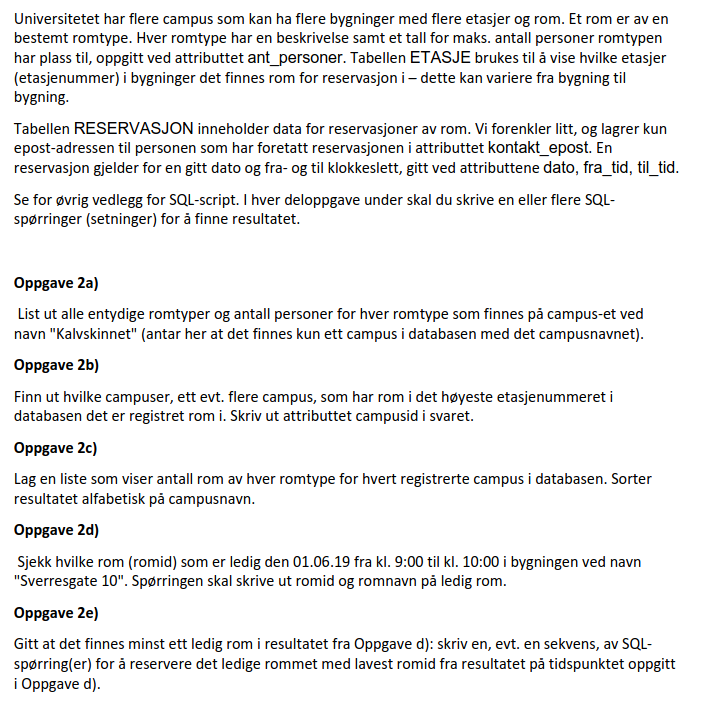 Universitetet har flere campus som kan ha flere bygninger med flere etasjer og rom. Et rom er av en
bestemt romtype. Hver romtype har en beskrivelse samt et tall for maks. antall personer romtypen
har plass til, oppgitt ved attributtet ant_personer. Tabellen ETASJE brukes til å vise hvilke etasjer
(etasjenummer) i bygninger det finnes rom for reservasjon i – dette kan variere fra bygning til
bygning.
Tabellen RESERVASJON inneholder data for reservasjoner av rom. Vi forenkler litt, og lagrer kun
epost-adressen til personen som har foretatt reservasjonen i attributtet kontakt_epost. En
reservasjon gjelder for en gitt dato og fra- og til klokkeslett, gitt ved attributtene dato, fra_tid, til_tid.
Se for øvrig vedlegg for SQL-script. I hver deloppgave under skal du skrive en eller flere SQL-
spørringer (setninger) for å finne resultatet.
Oppgave 2a)
List ut alle entydige romtyper og antall personer for hver romtype som finnes på campus-et ved
navn "Kalvskinnet" (antar her at det finnes kun ett campus i databasen med det campusnavnet).
Oppgave 2b)
Finn ut hvilke campuser, ett evt. flere campus, som har rom i det høyeste etasjenummeret i
databasen det er registret rom i. Skriv ut attributtet campusid i svaret.
Oppgave 2c)
Lag en liste som viser antall rom av hver romtype for hvert registrerte campus i databasen. Sorter
resultatet alfabetisk på campusnavn.
Oppgave 2d)
Sjekk hvilke rom (romid) som er ledig den 01.06.19 fra kl. 9:00 til kl. 10:00 i bygningen ved navn
"Sverresgate 10". Spørringen skal skrive ut romid og romnavn på ledig rom.
Oppgave 2e)
Gitt at det finnes minst ett ledig rom i resultatet fra Oppgave d): skriv en, evt. en sekvens, av SQL-
spørring(er) for å reservere det ledige rommet med lavest romid fra resultatet på tidspunktet oppgitt
i Oppgave d).